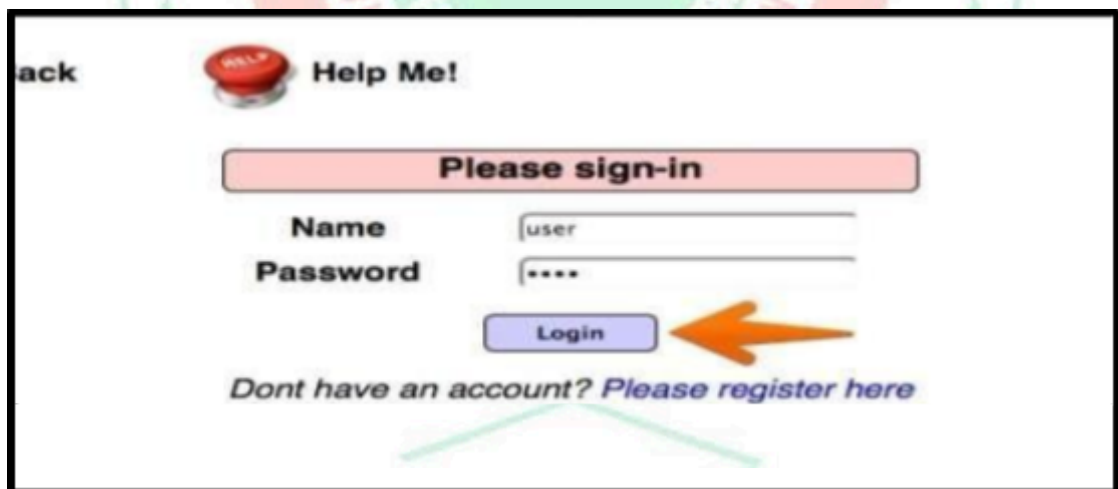 ack
HELP
Help Me!
Please sign-in
Name
user
Password
••••
Login
Dont have an account? Please register here